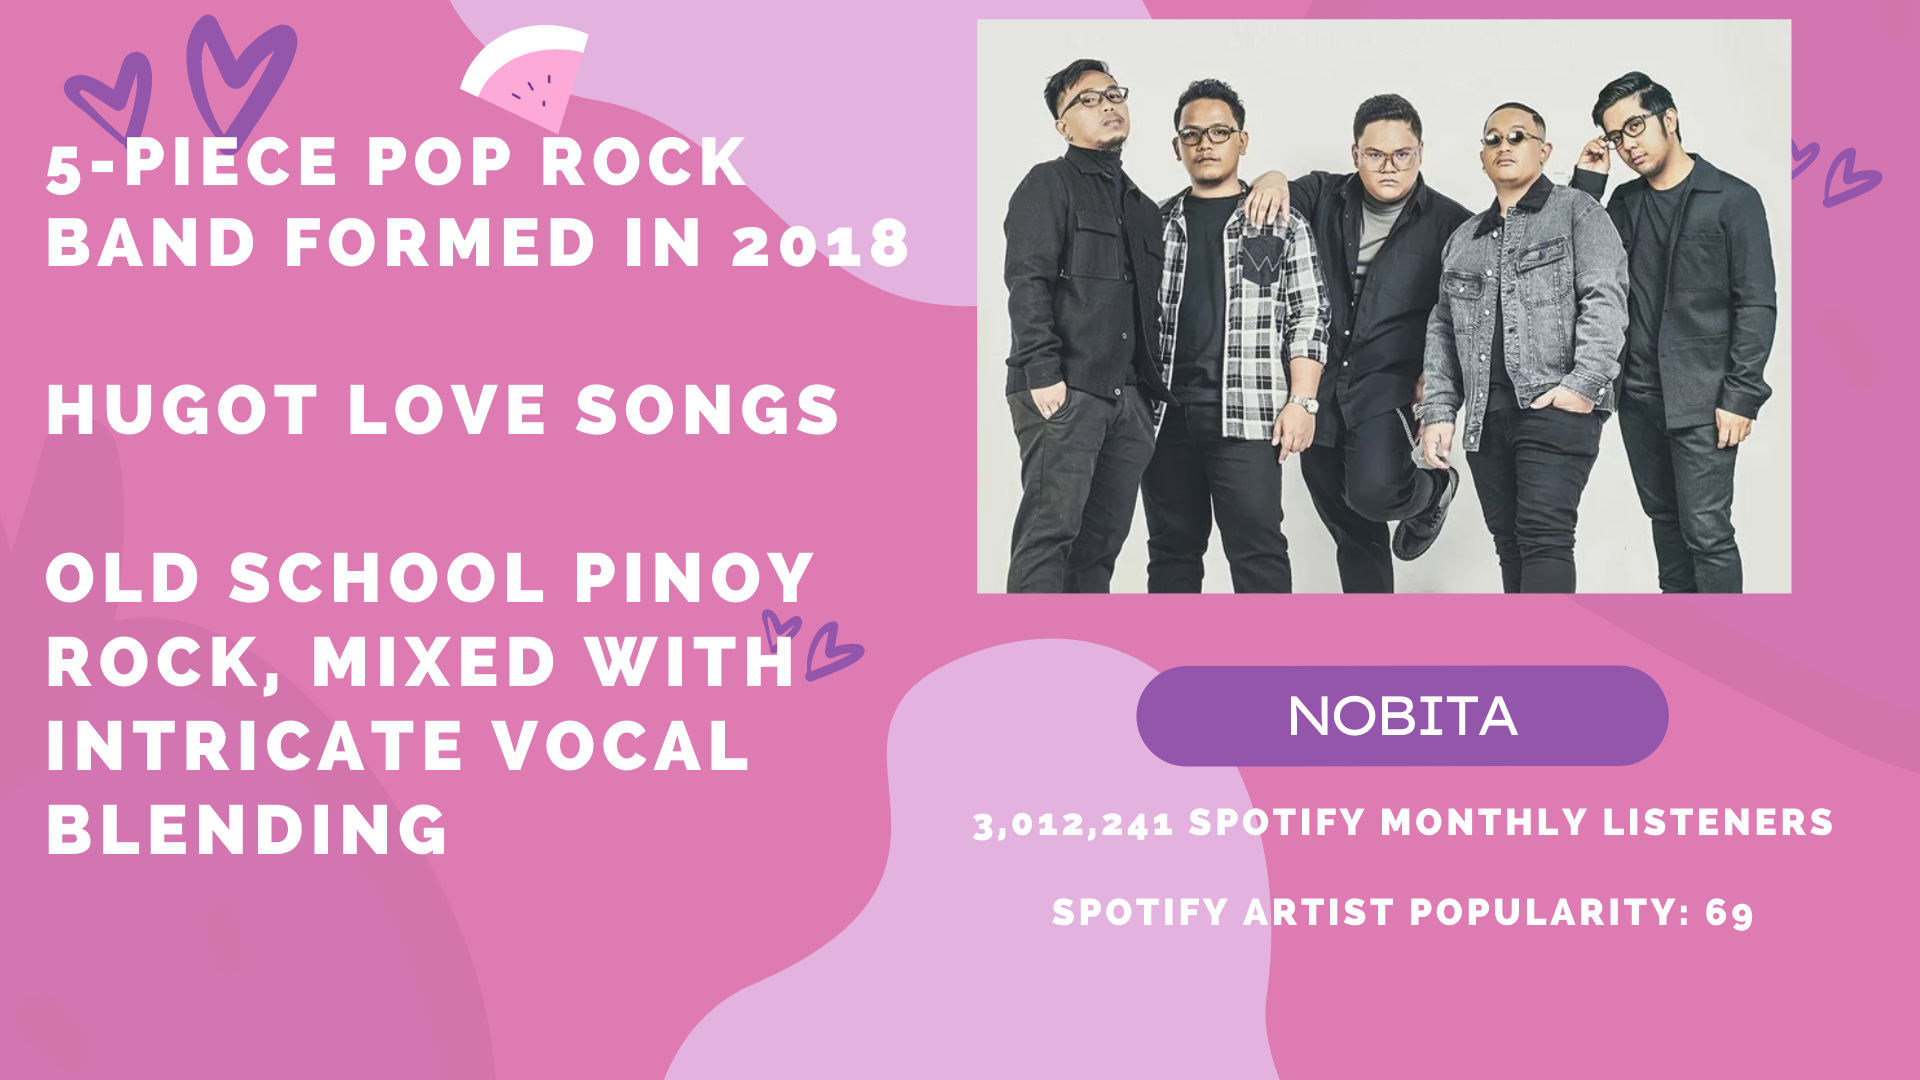 5-PIECE POP ROCK
BAND FORMED IN 2018
HUGOT LOVE SONGS
OLD SCHOOL PINOY
ROCK, MIXED WITH
INTRICATE VOCAL
BLENDING
NOBITA
3,012,241 SPOTIFY MONTHLY LISTENERS
SPOTIFY ARTIST POPULARITY: 69